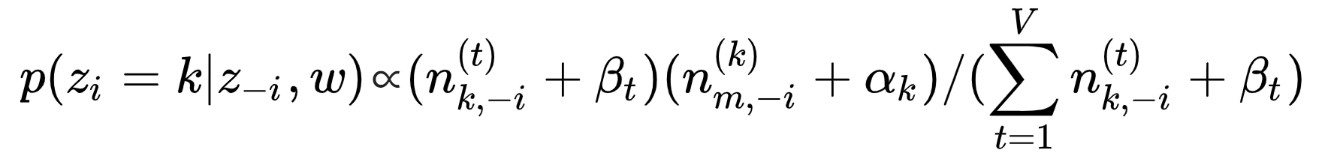 p(z_i = k|z_{-i}, w) ∝ (n_{k,-i}^{(t)} + β_t)(n_{m,-i}^{(k)} + α_k)/(∑_{t=1}^{V} n_{k,-i}^{(t)} + β_t)